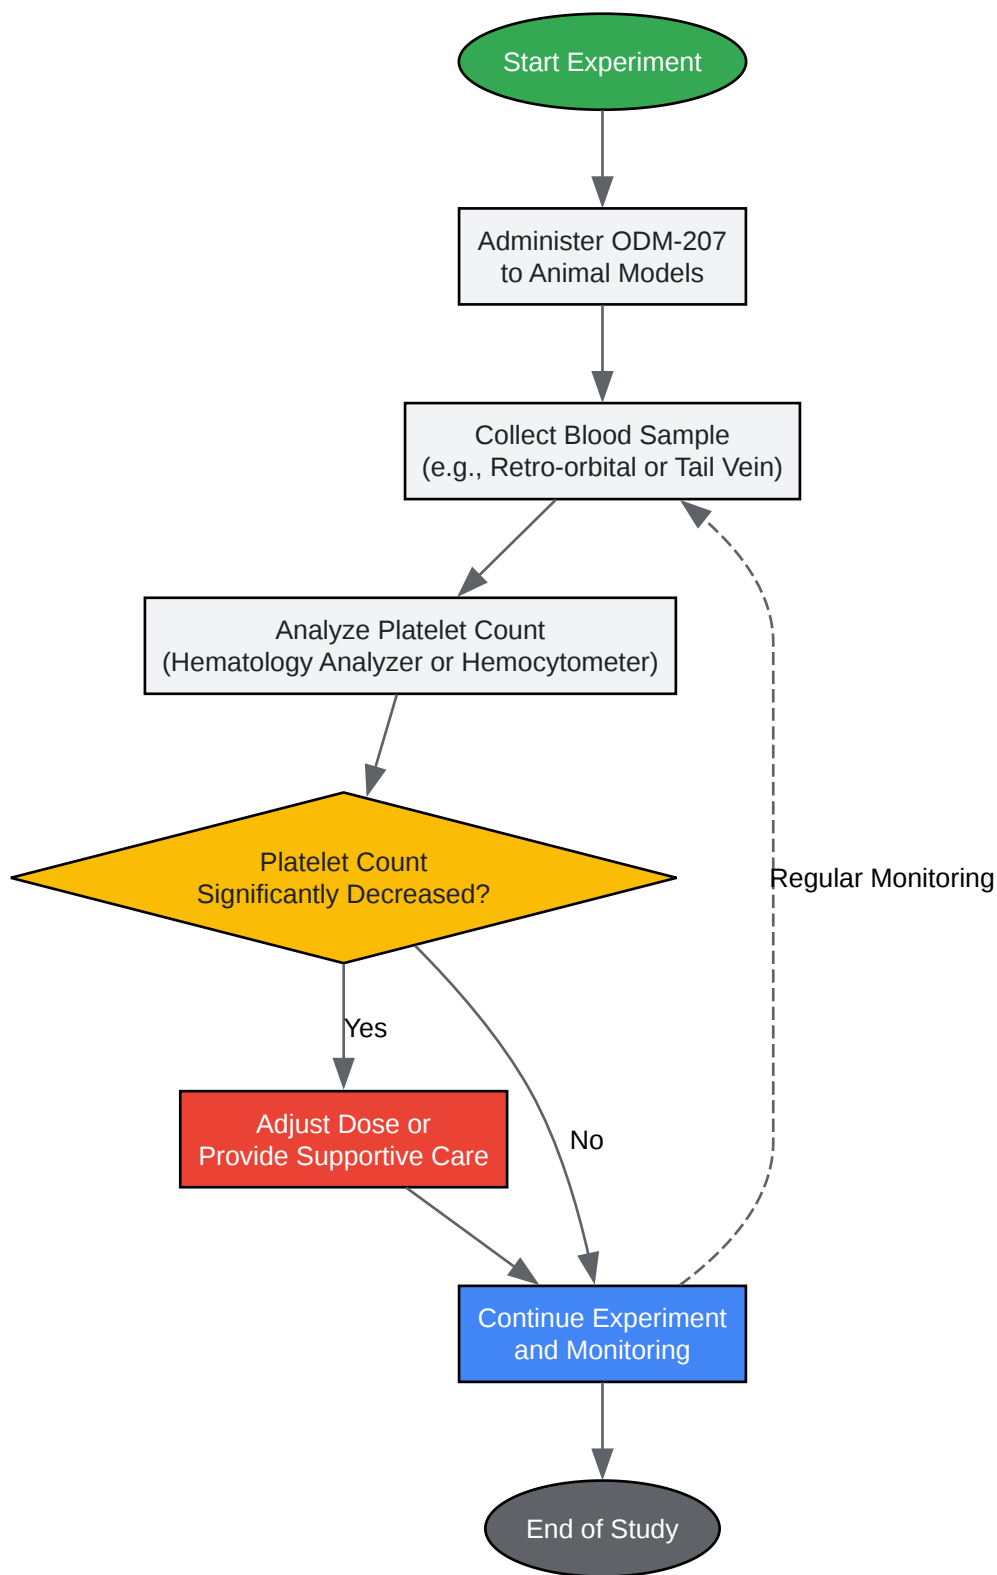 Start Experiment
Administer ODM-207
to Animal Models
Collect Blood Sample
(e.g., Retro-orbital or Tail Vein)
Analyze Platelet Count
(Hematology Analyzer or Hemocytometer)
Platelet Count
Significantly Decreased?
Regular Monitoring
Yes
Adjust Dose or
Provide Supportive Care
No
Continue Experiment
and Monitoring
End of Study